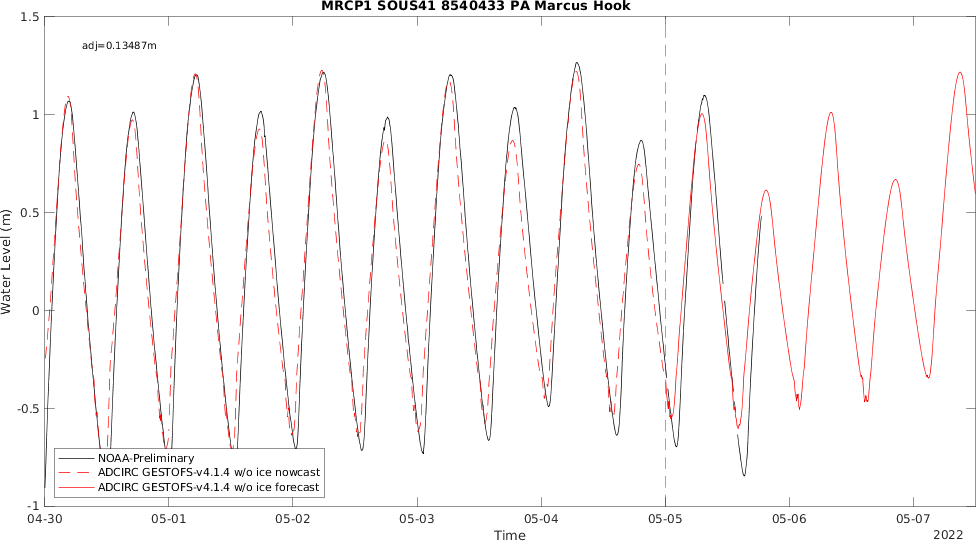 MRCP1 SOUS41 8540433 PA Marcus Hook
1.5
adj=0.13487m
1
0.5
Water Level (m)
0
-0.5
NOAA-Preliminary
ADCIRC GESTOFS-v4.1.4 w/o ice nowcast
ADCIRC GESTOFS-v4.1.4 w/o ice forecast
-1
04-30 05-01 05-02 05-03 05-04 05-05 05-06 05-07
Time
2022